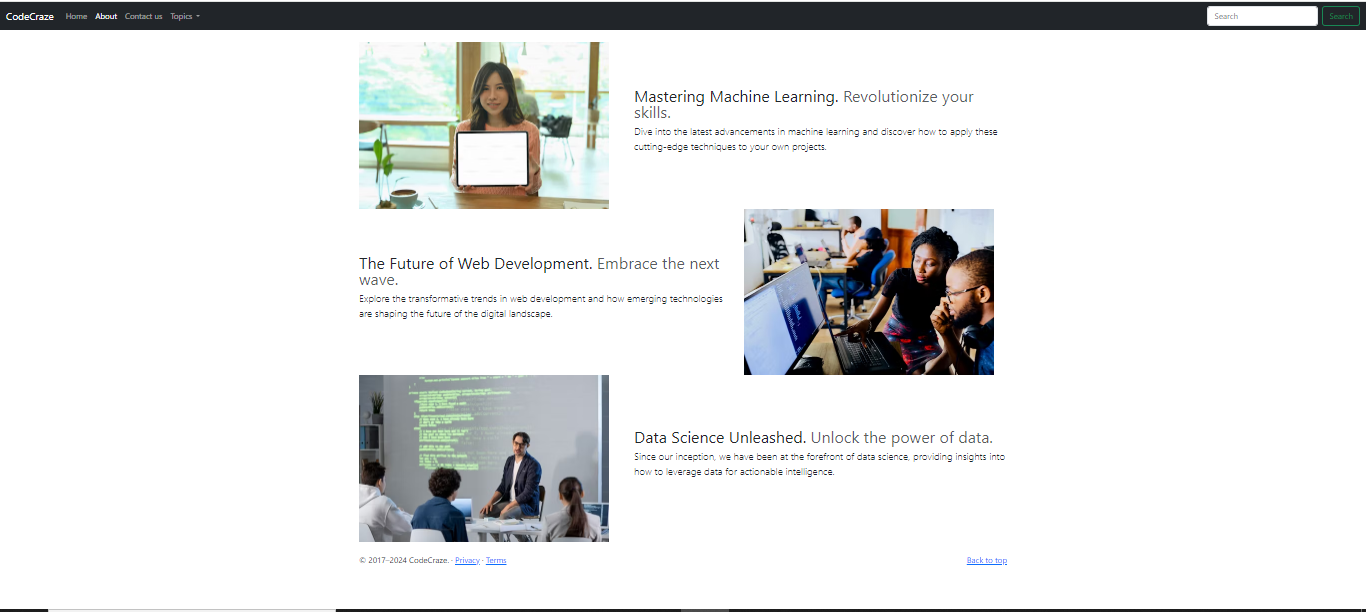 CodeCraze Home About Contact us Topics Search Search
Mastering Machine Learning. Revolutionize your
skills.
Dive into the latest advancements in machine learning and discover how to apply these
cutting-edge techniques to your own projects.
The Future of Web Development. Embrace the next
wave.
Explore the transformative trends in web development and how emerging technologies
are shaping the future of the digital landscape.
Data Science Unleashed. Unlock the power of data.
Since our inception, we have been at the forefront of data science, providing insights into
how to leverage data for actionable intelligence.
© 2017–2024 CodeCraze. · Privacy · Terms Back to top